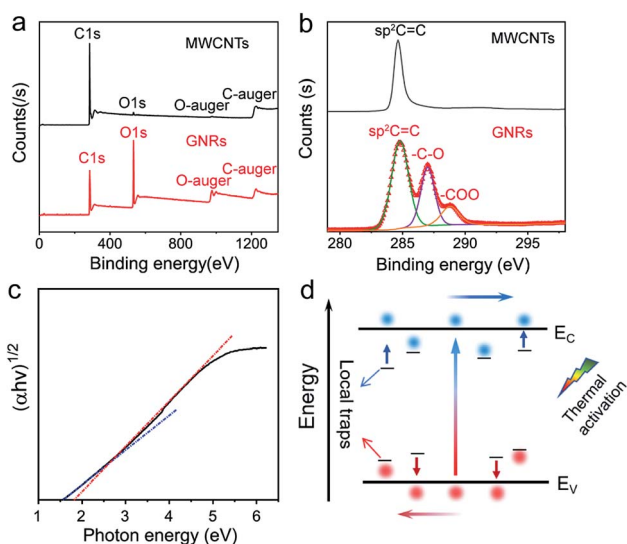 a
C1s
MWCNTs
O1s
O-auger
C-auger
GNRs
C1s
O1s
O-auger
C-auger
Counts(/s)
0 400 800 1200
Binding energy(eV)
b
sp²C=C
MWCNTs
sp²C=C
GNRs
-C-O
-COO
Counts (s)
280 285 290 295
Binding energy (eV)
c
(αhν)1/2
1 2 3 4 5 6
Photon energy (eV)
d
Energy
EC
Local traps
Thermal
activation
EV